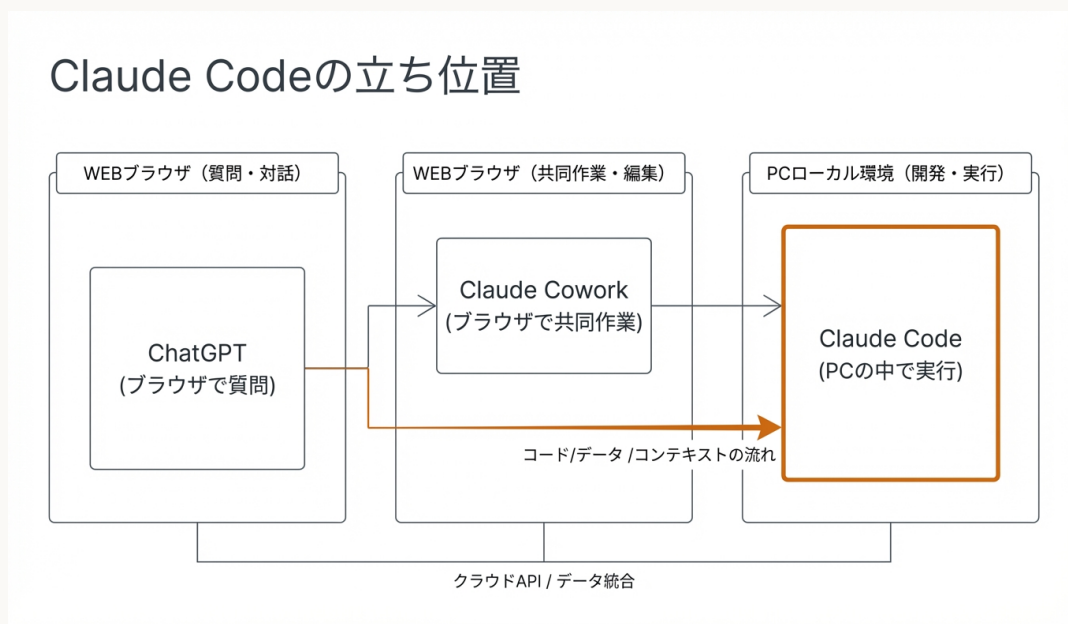 Claude Codeの立ち位置
WEBブラウザ（質問・対話）
WEBブラウザ（共同作業・編集）
PCローカル環境（開発・実行）
ChatGPT
(ブラウザで質問)
Claude Cowork
(ブラウザで共同作業)
Claude Code
(PCの中で実行)
コード/データ /コンテキストの流れ
クラウドAPI / データ統合